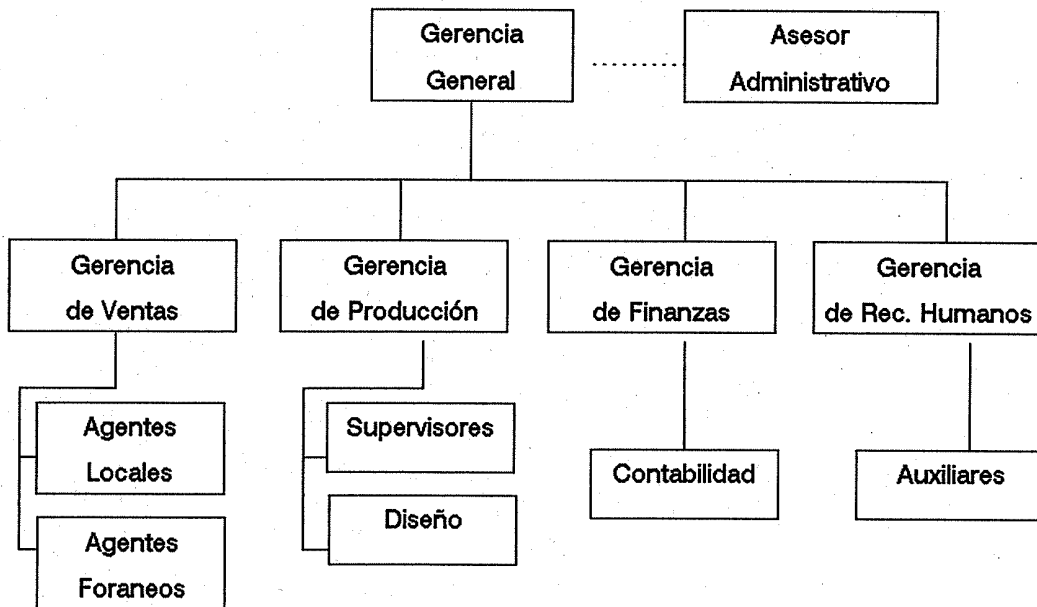 Gerencia
General
Asesor
Administrativo
Gerencia
de Ventas
Gerencia
de Producción
Gerencia
de Finanzas
Gerencia
de Rec. Humanos
Agentes
Locales
Supervisores
Contabilidad
Auxiliares
Diseño
Agentes
Foraneos